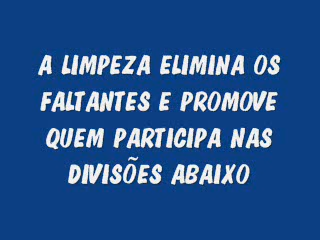 A LIMPEZA ELIMINA OS
FALTANTES E PROMOVE
QUEM PARTICIPA NAS
DIVISÕES ABAIXO